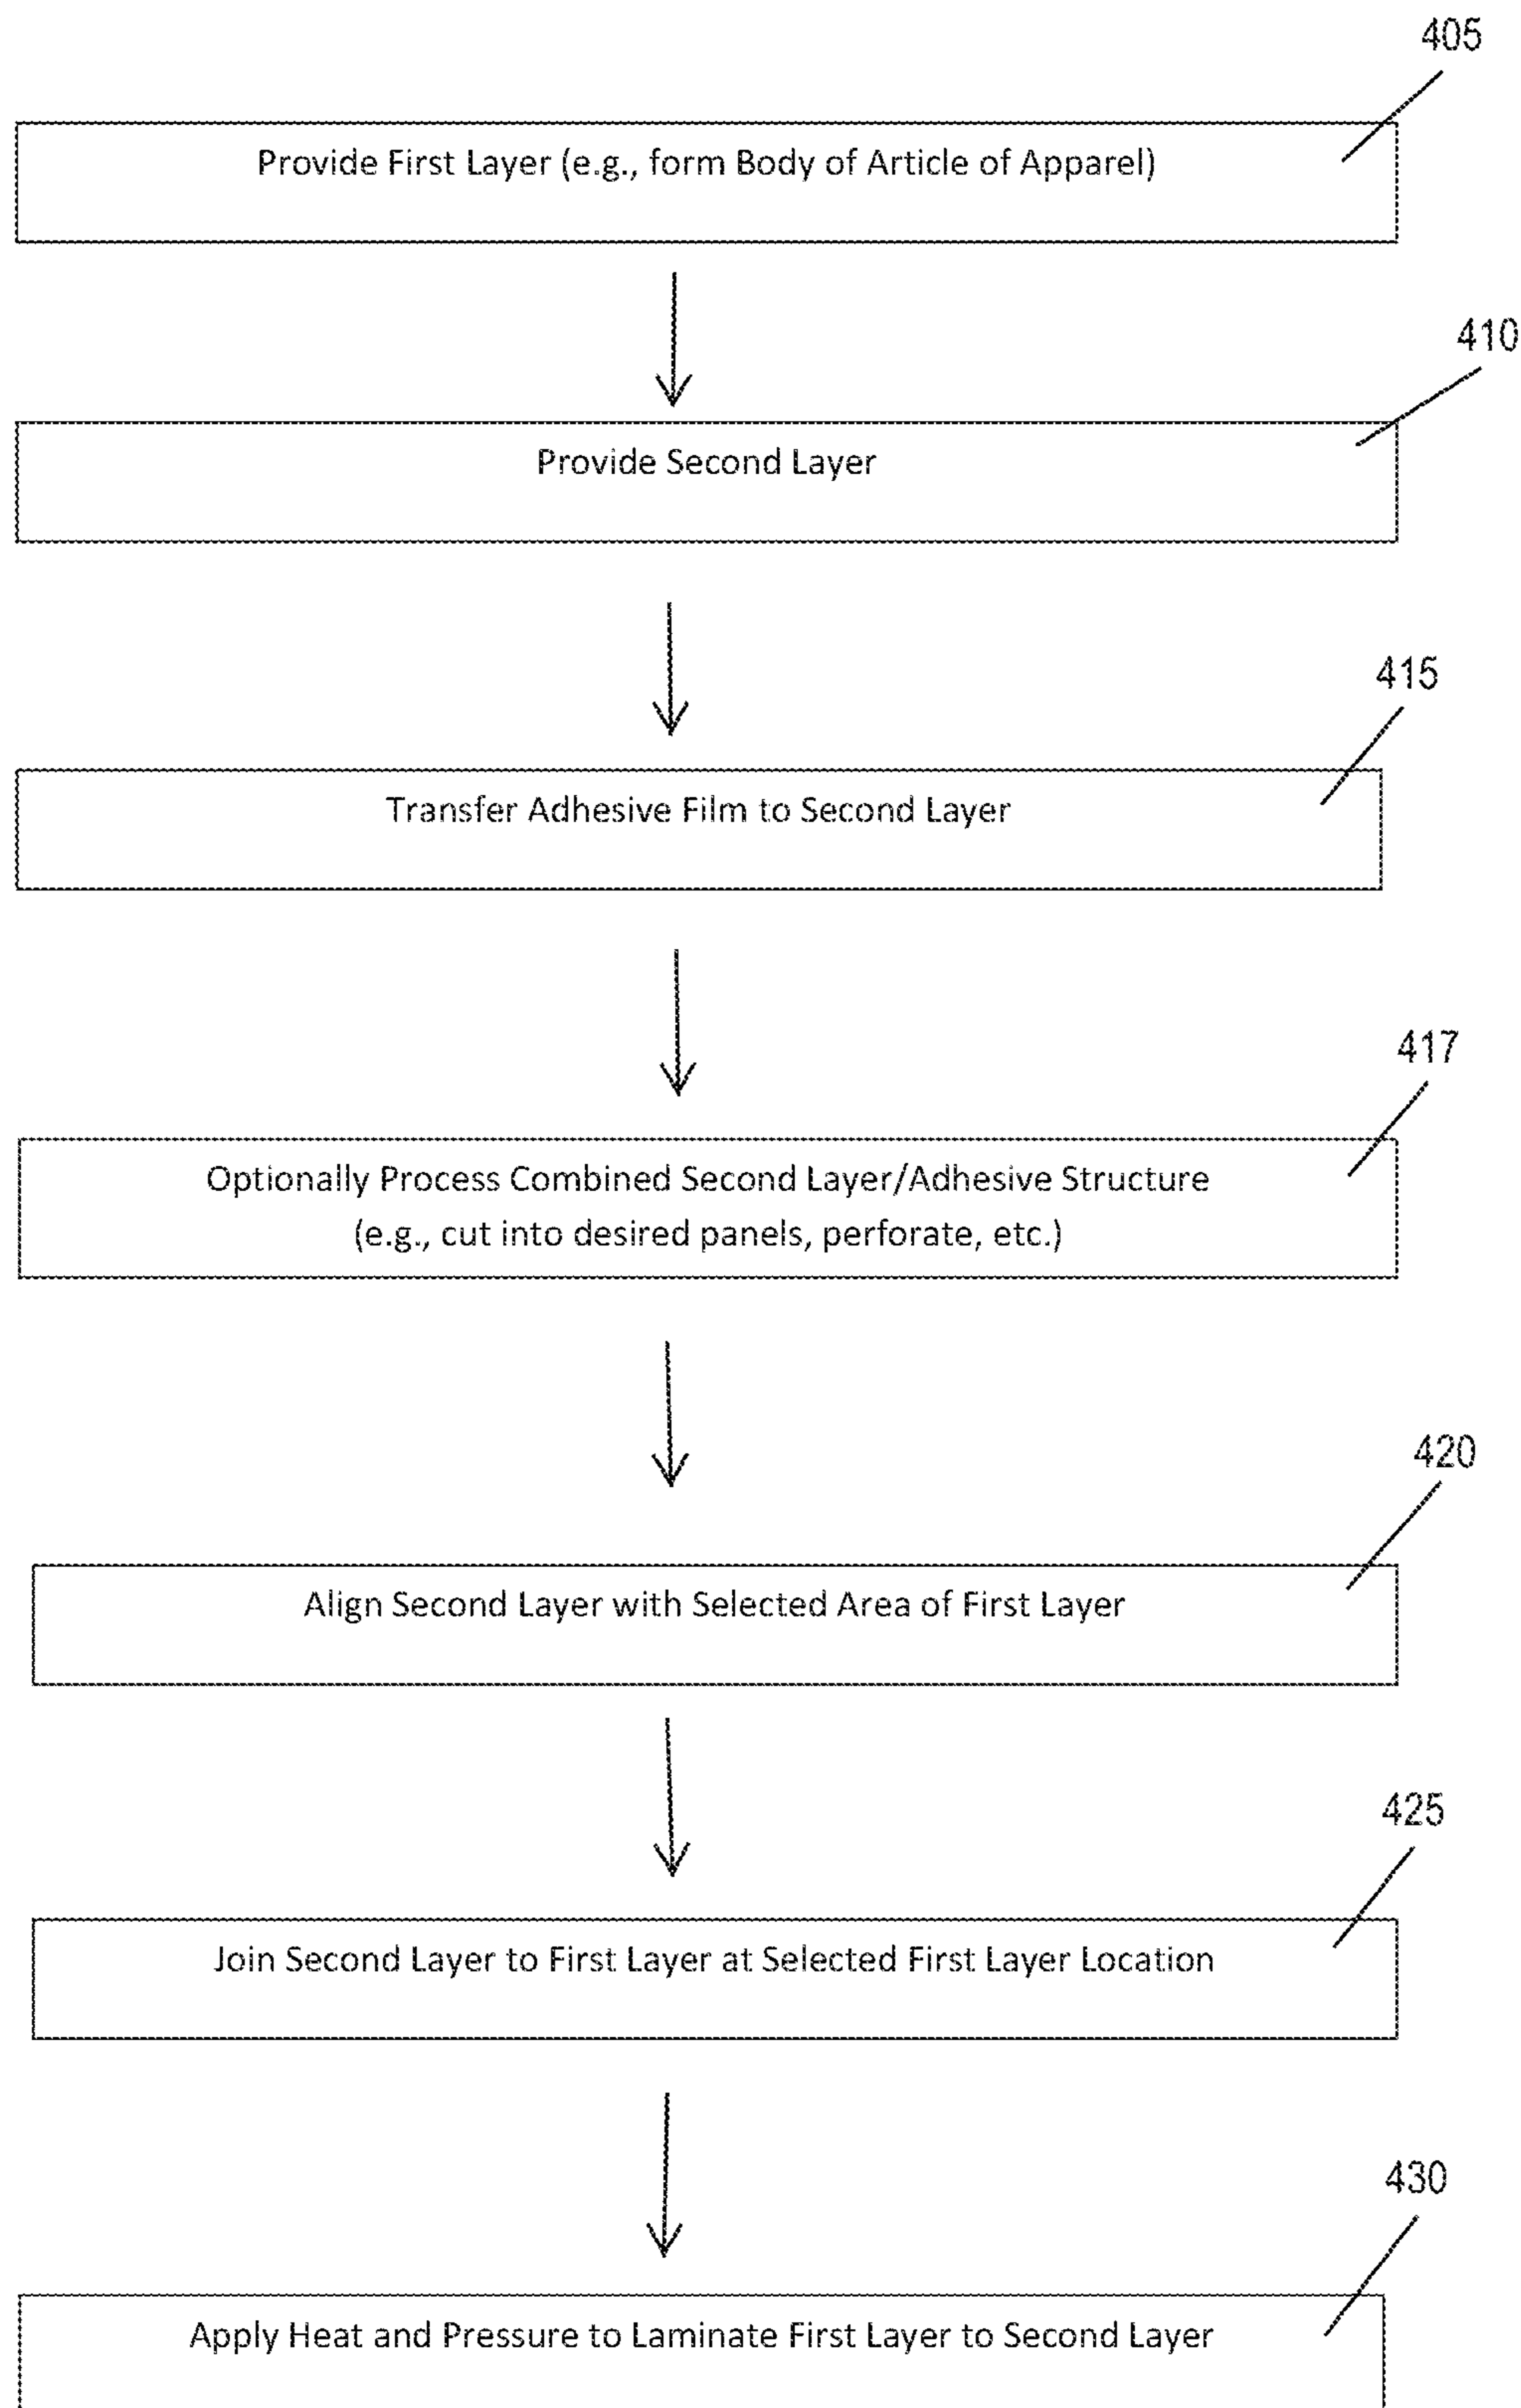 405
Provide First Layer (e.g., form Body of Article of Apparel)
410
Provide Second Layer
415
Transfer Adhesive Film to Second Layer
417
Optionally Process Combined Second Layer/Adhesive Structure
(e.g., cut into desired panels, perforate, etc.)
420
Align Second Layer with Selected Area of First Layer
425
Join Second Layer to First Layer at Selected First Layer Location
430
Apply Heat and Pressure to Laminate First Layer to Second Layer